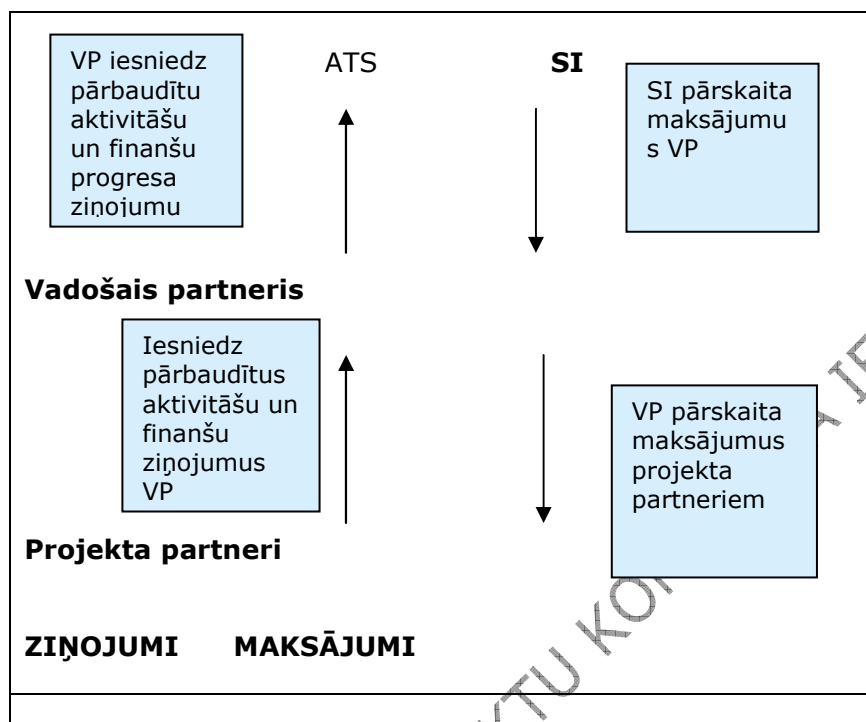 VP iesniedz
pārbaudītu
aktivitāšu
un finanšu
progresa
ziņojumu
ATS
SI
SI pārskaita
maksājumu
s VP
Vadošais partneris
Iesniedz
pārbaudītus
aktivitāšu un
finanšu
ziņojumus
VP
VP pārskaita
maksājumus
projekta
partneriem
Projekta partneri
ZIŅOJUMI MAKSĀJUMI